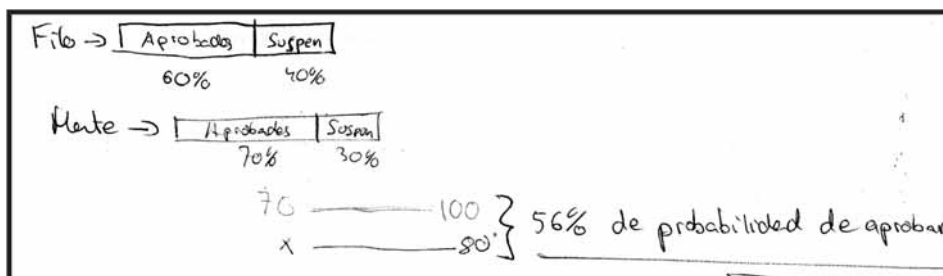 Filo → Aprobados Suspen
60% 40%
Mate → Aprobados Suspen
70% 30%
70 — 100
x — 80
56% de probabilidad de aprobar